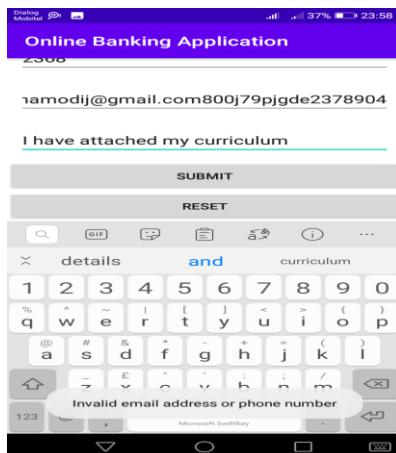 Dialog
Mobitel
37% 23:58
Online Banking Application
2368
namodij@gmail.com800j79pjgde2378904
I have attached my curriculum
SUBMIT
RESET
GIF
details and curriculum
1 2 3 4 5 6 7 8 9 0
% ^ ~ | [ ] < > { }
q w e r t y u i o p
@ # & * - + = ( )
a s d f g h j k l
_ £ " ' : ; /
z x c v b n m
Invalid email address or phone number
123 , Microsoft SwiftKey .